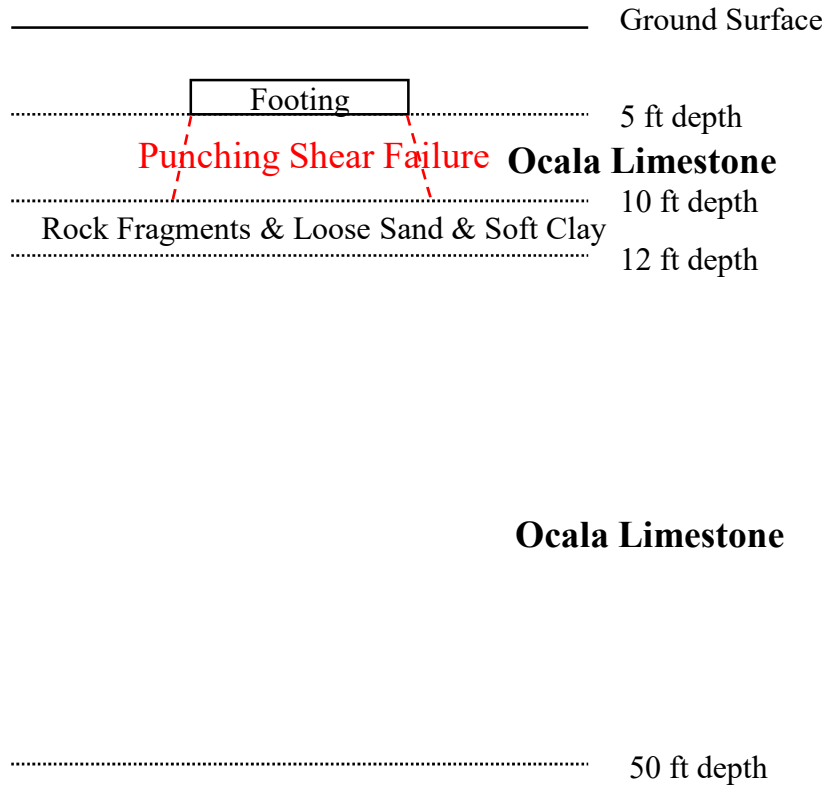 Ground Surface
Footing
5 ft depth
Punching Shear Failure
Ocala Limestone
10 ft depth
Rock Fragments & Loose Sand & Soft Clay
12 ft depth
Ocala Limestone
50 ft depth